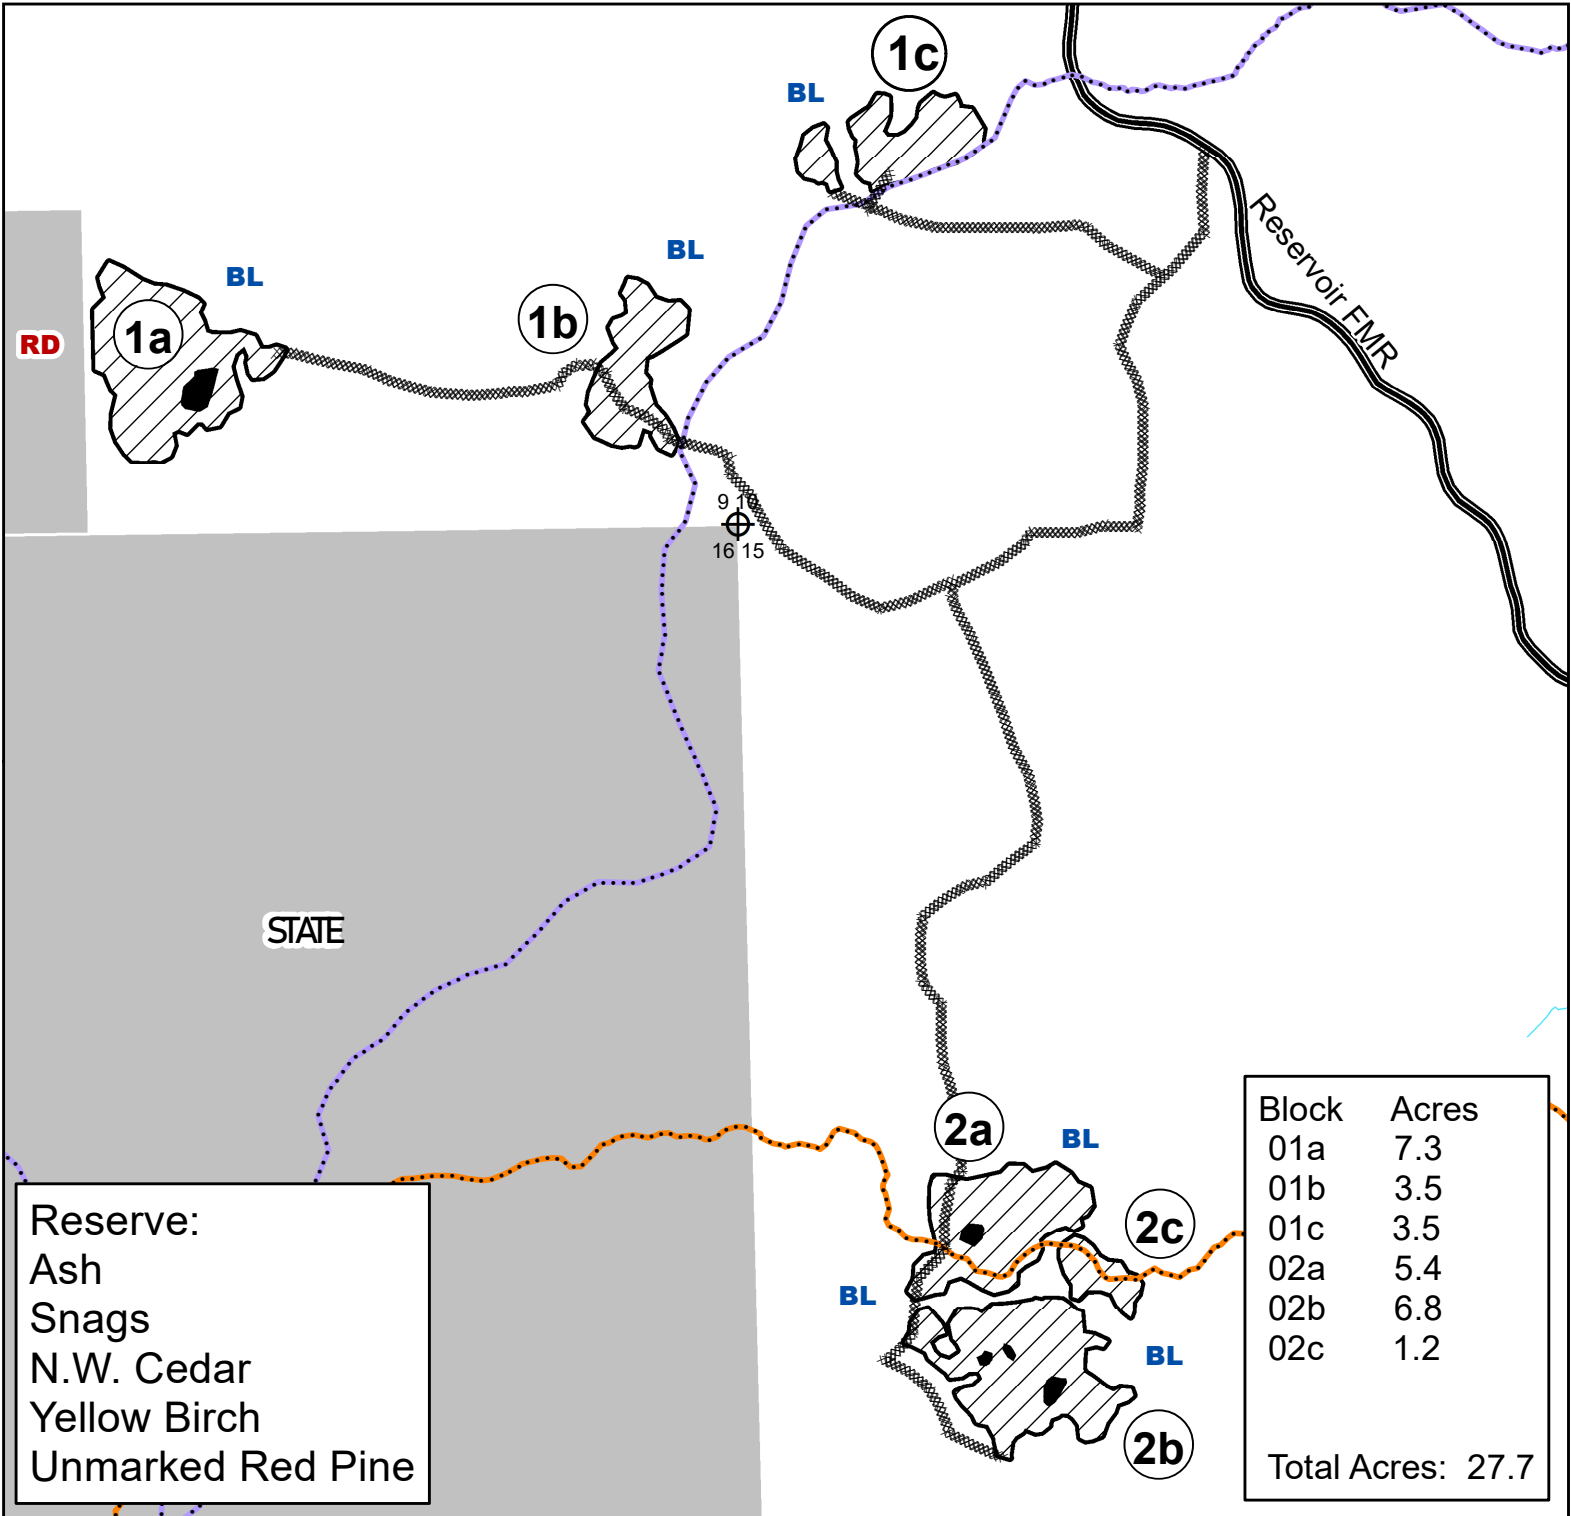 1c
BL
Reservoir FMR
BL
BL
1b
1a
RD
9 10
16 15
STATE
2a
BL
2c
BL
BL
2b
Block Acres
01a 7.3
01b 3.5
01c 3.5
02a 5.4
02b 6.8
02c 1.2
Total Acres: 27.7
Reserve:
Ash
Snags
N.W. Cedar
Yellow Birch
Unmarked Red Pine